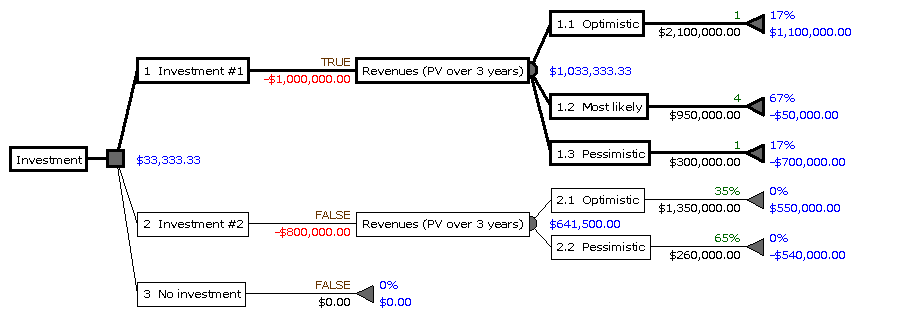 1.1 Optimistic
1
$2,100,000.00
17%
$1,100,000.00
1 Investment #1
TRUE
-$1,000,000.00
Revenues (PV over 3 years)
$1,033,333.33
1.2 Most likely
4
$950,000.00
67%
-$50,000.00
1.3 Pessimistic
1
$300,000.00
17%
-$700,000.00
Investment
$33,333.33
2.1 Optimistic
35%
$1,350,000.00
0%
$550,000.00
2 Investment #2
FALSE
-$800,000.00
Revenues (PV over 3 years)
$641,500.00
2.2 Pessimistic
65%
$260,000.00
0%
-$540,000.00
3 No investment
FALSE
$0.00
0%
$0.00